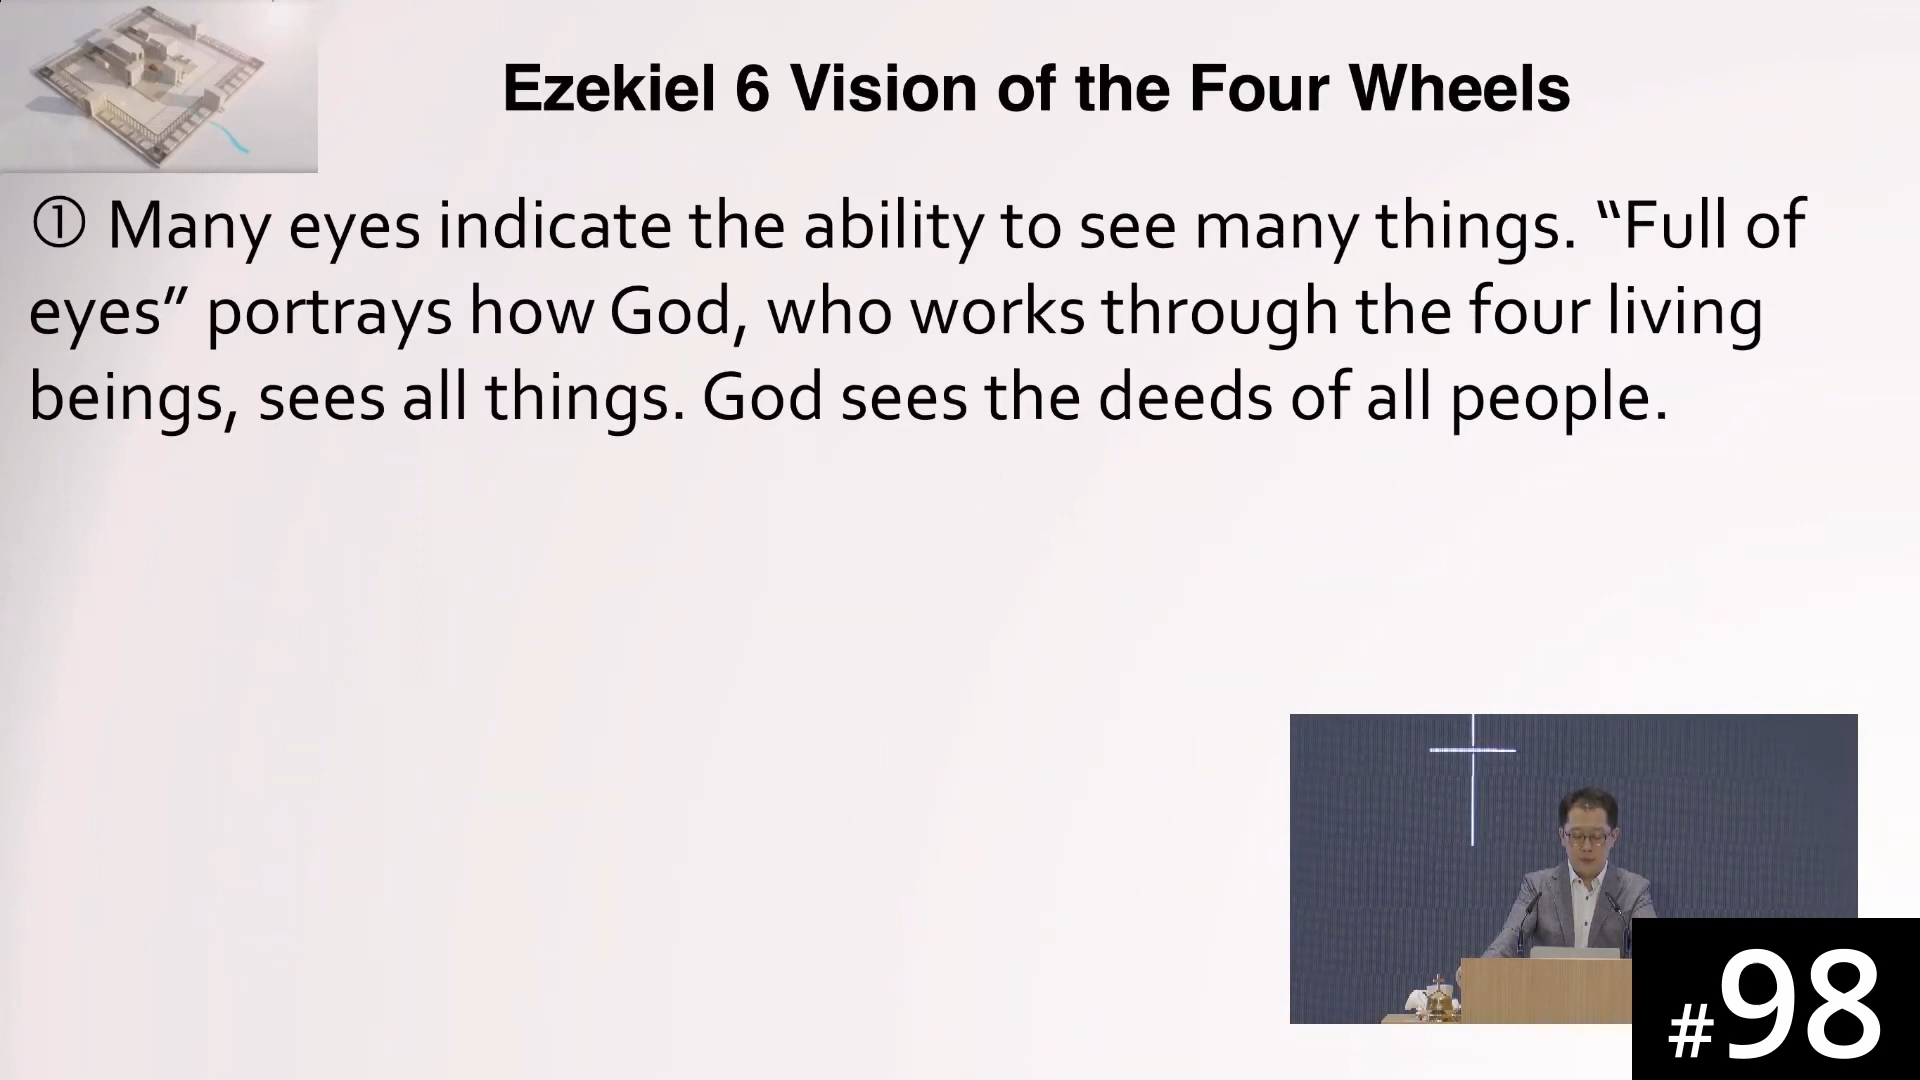 Ezekiel 6 Vision of the Four Wheels
① Many eyes indicate the ability to see many things. “Full of
eyes” portrays how God, who works through the four living
beings, sees all things. God sees the deeds of all people.
#98